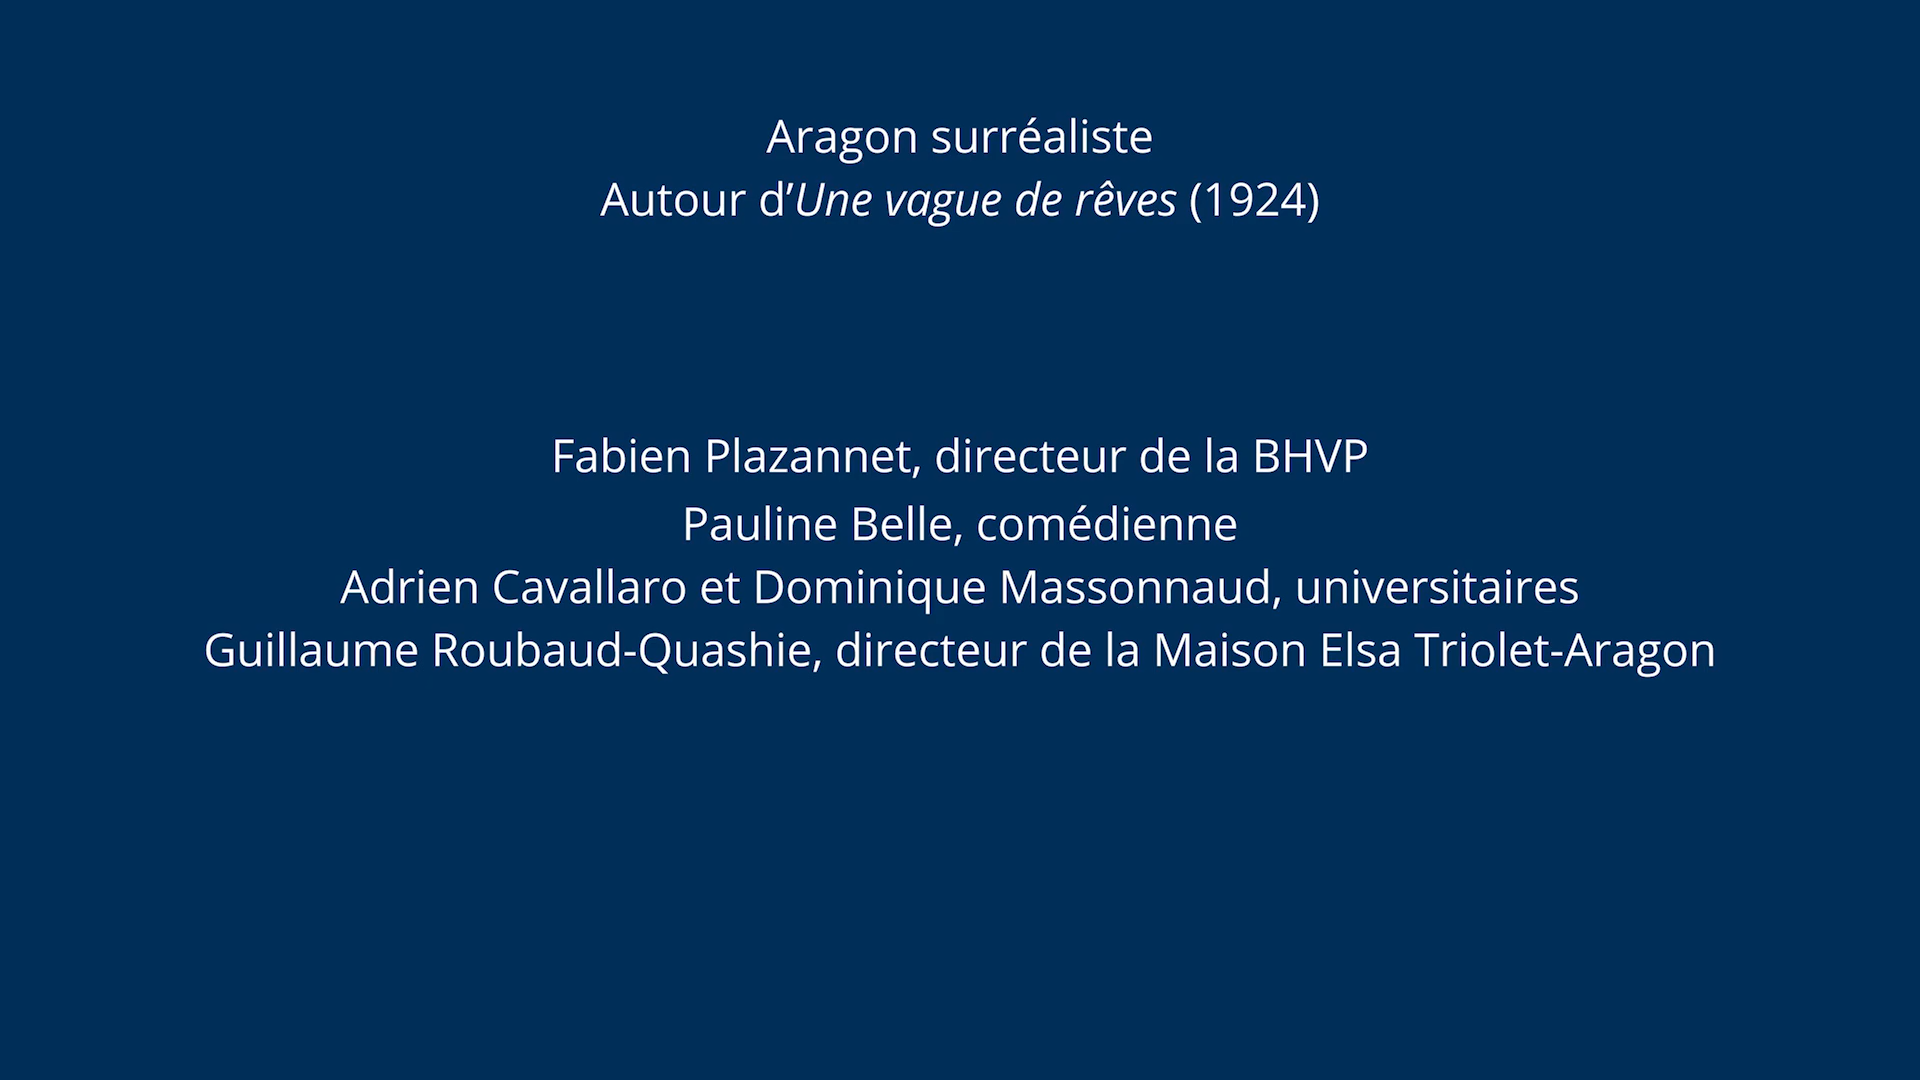 Aragon surréaliste
Autour d’Une vague de rêves (1924)
Fabien Plazannet, directeur de la BHVP
Pauline Belle, comédienne
Adrien Cavallaro et Dominique Massonnaud, universitaires
Guillaume Roubaud-Quashie, directeur de la Maison Elsa Triolet-Aragon